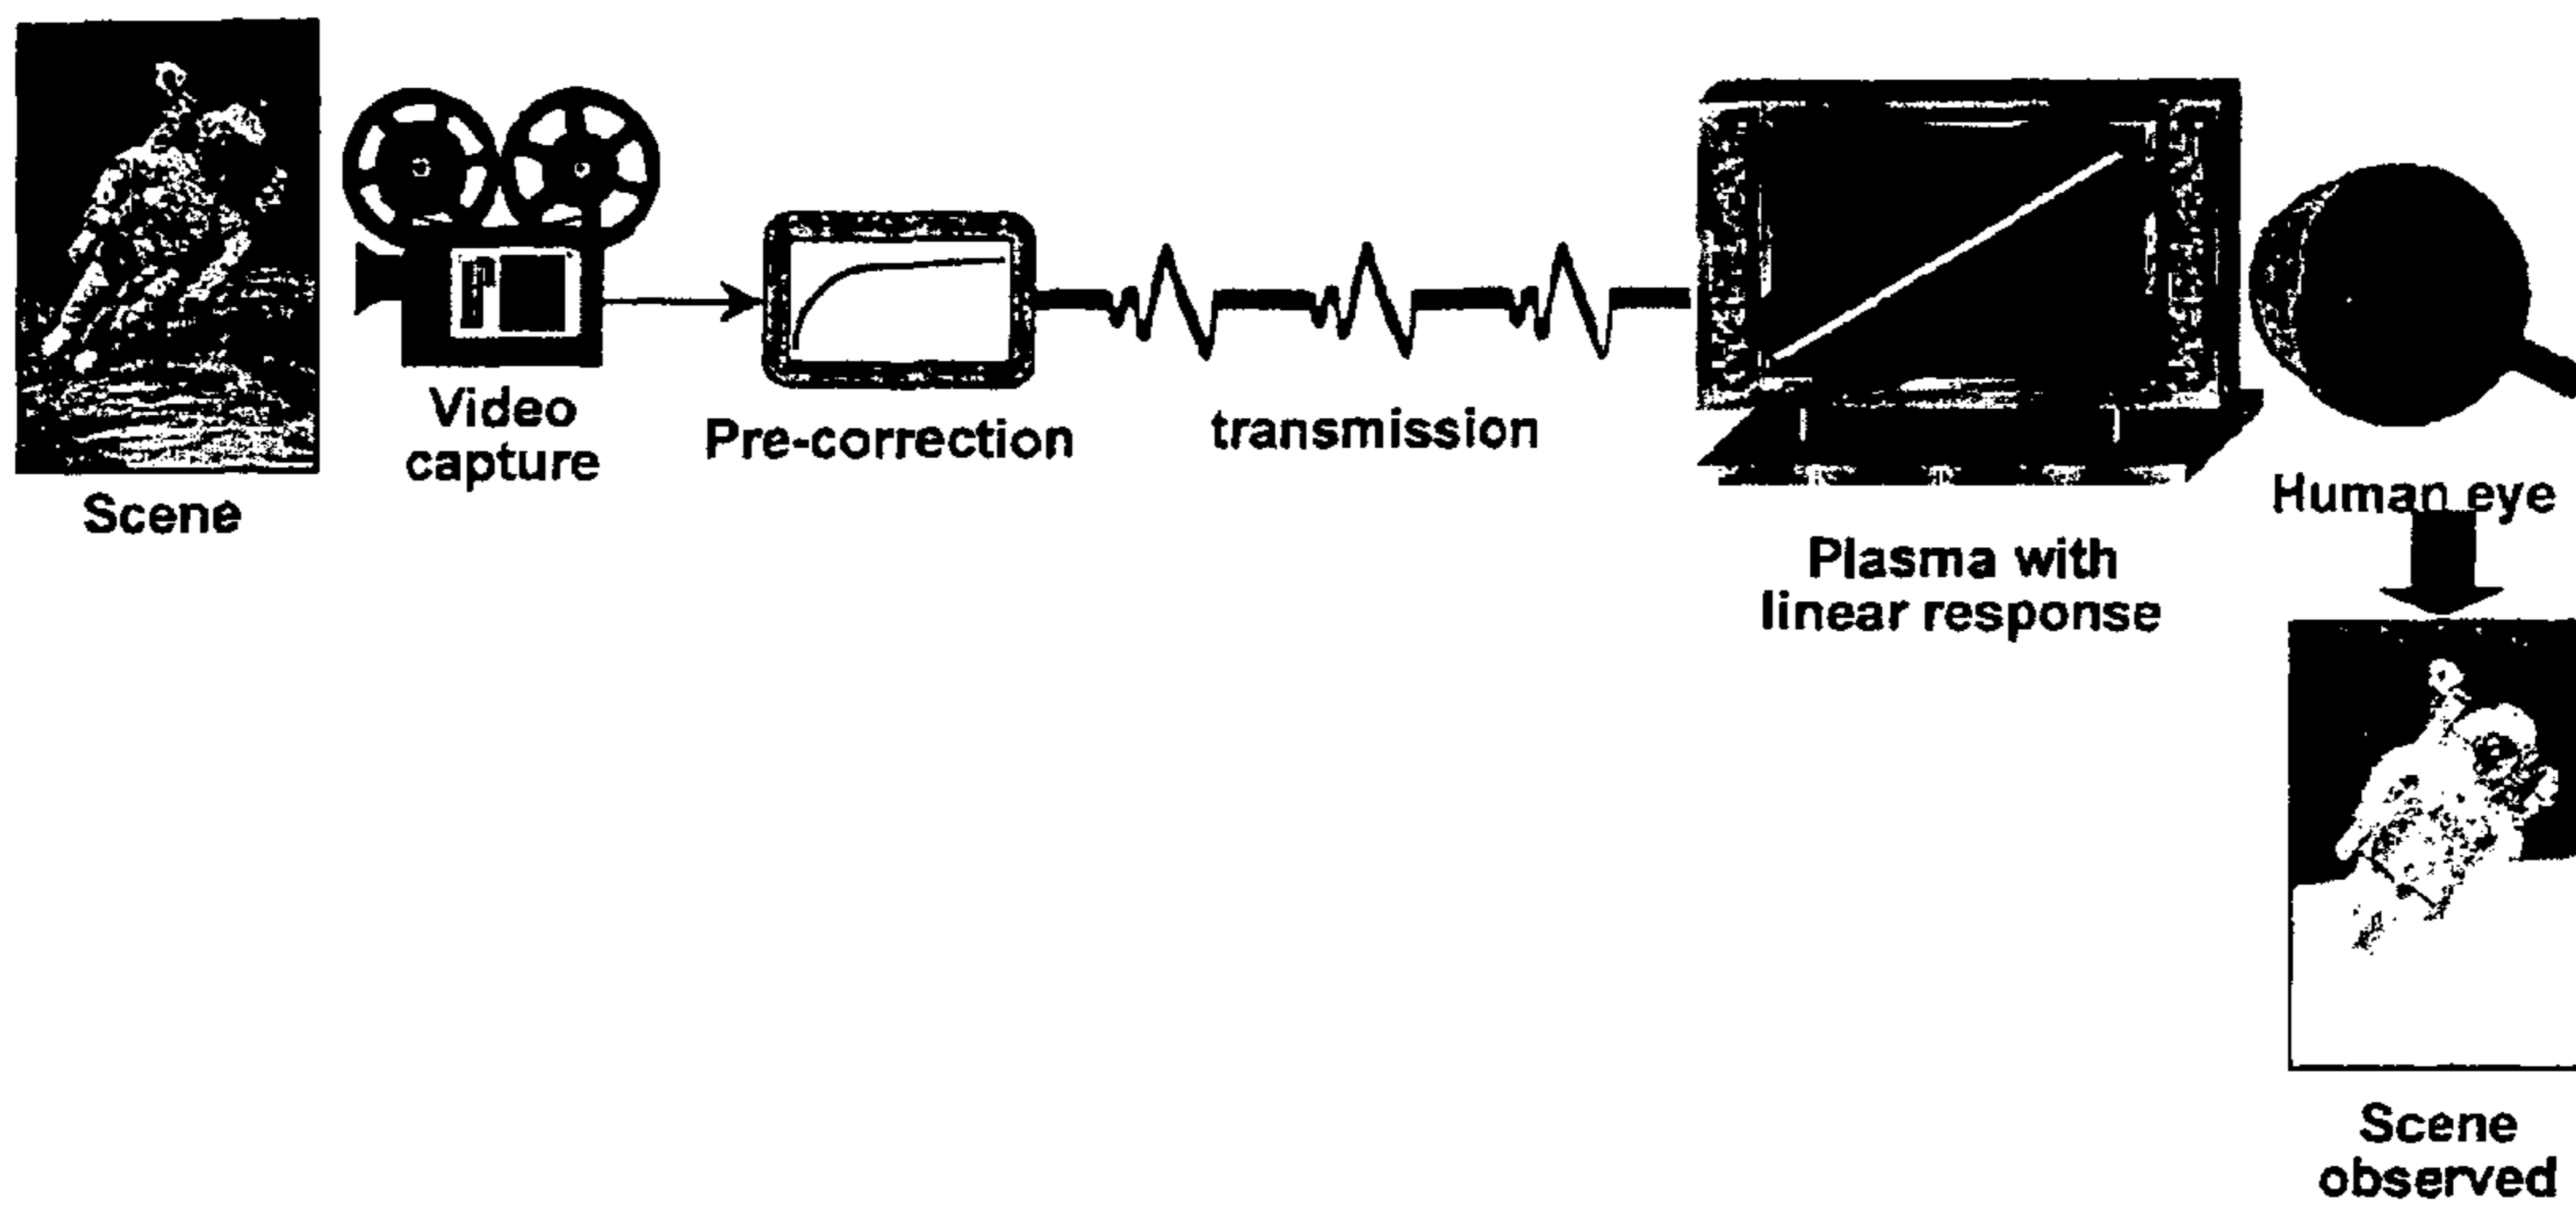 Scene
Video
capture
Pre-correction
transmission
Plasma with
linear response
Human eye
Scene
observed